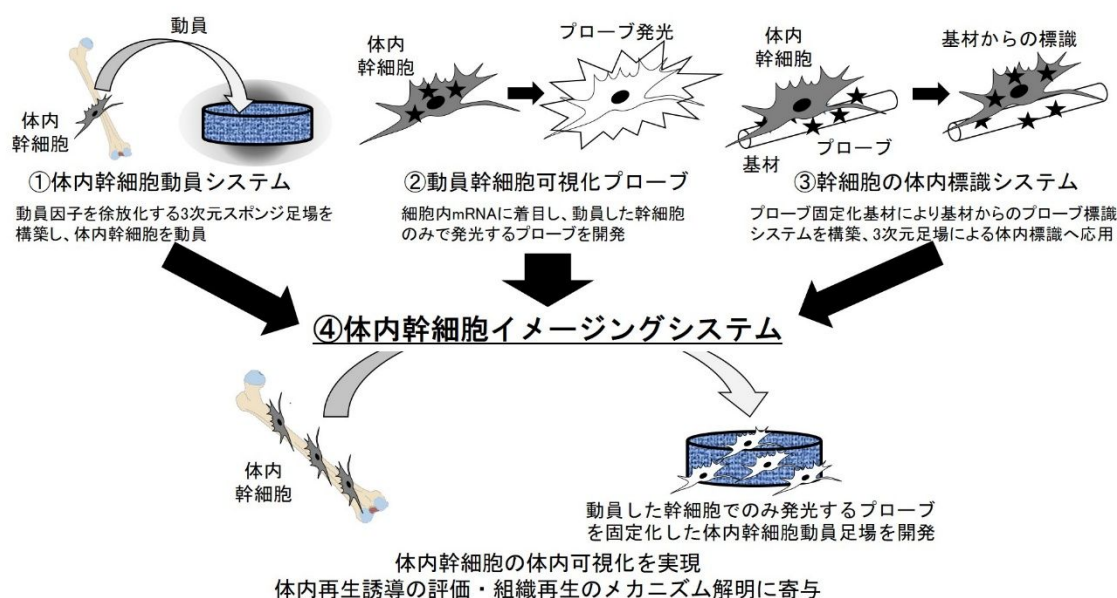 動員
体内
幹細胞
①体内幹細胞動員システム
動員因子を徐放化する3次元スポンジ足場を
構築し、体内幹細胞を動員
体内
幹細胞
プローブ発光
②動員幹細胞可視化プローブ
細胞内mRNAに着目し、動員した幹細胞
のみで発光するプローブを開発
体内
幹細胞
基材からの標識
基材
プローブ
③幹細胞の体内標識システム
プローブ固定化基材により基材からのプローブ標識
システムを構築、3次元足場による体内標識へ応用
④体内幹細胞イメージングシステム
体内
幹細胞
動員した幹細胞でのみ発光するプローブ
を固定化した体内幹細胞動員足場を開発
体内幹細胞の体内可視化を実現
体内再生誘導の評価・組織再生のメカニズム解明に寄与